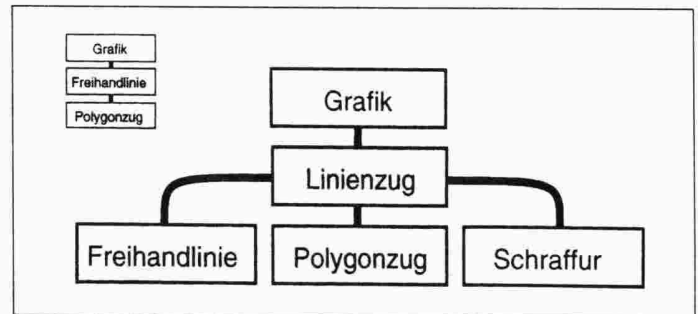 Grafik
Freihandlinie
Polygonzug
Grafik
Linienzug
Freihandlinie
Polygonzug
Schraffur